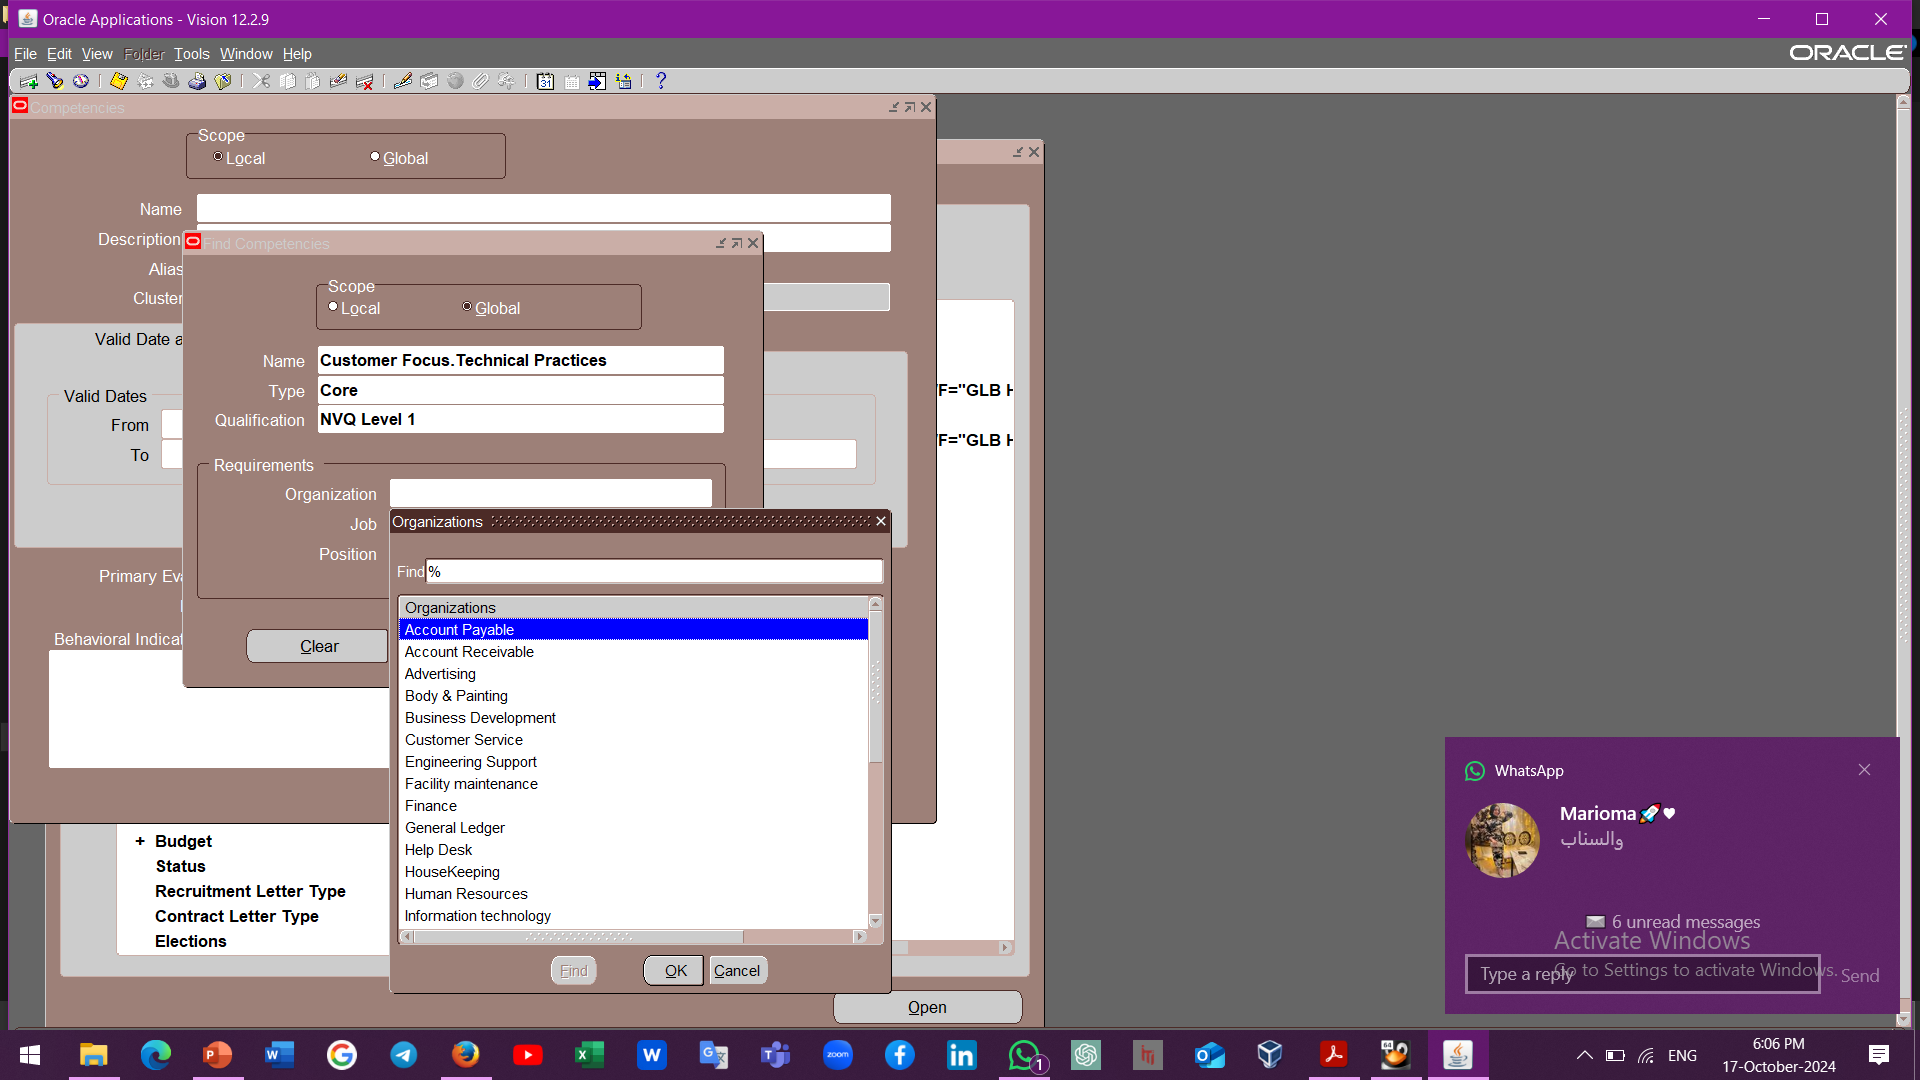 Oracle Applications - Vision 12.2.9
File Edit View Folder Tools Window Help
ORACLE
Competencies
Scope
Local Global
Name
Description
Alias
Cluster
Valid Date a
Valid Dates
From
To
Primary Eva
Behavioral Indicat
Find Competencies
Scope
Local Global
Name Customer Focus.Technical Practices
Type Core
Qualification NVQ Level 1
Requirements
Organization
Job
Position
Clear
Organizations
Find %
Organizations
Account Payable
Account Receivable
Advertising
Body & Painting
Business Development
Customer Service
Engineering Support
Facility maintenance
Finance
General Ledger
Help Desk
HouseKeeping
Human Resources
Information technology
Find OK Cancel
F="GLB H
F="GLB H
+ Budget
Status
Recruitment Letter Type
Contract Letter Type
Elections
Open
WhatsApp
Marioma🚀♥
والسناب
6 unread messages
Activate Windows
Go to Settings to activate Windows.
Type a reply
Send
ENG
6:06 PM
17-October-2024
1